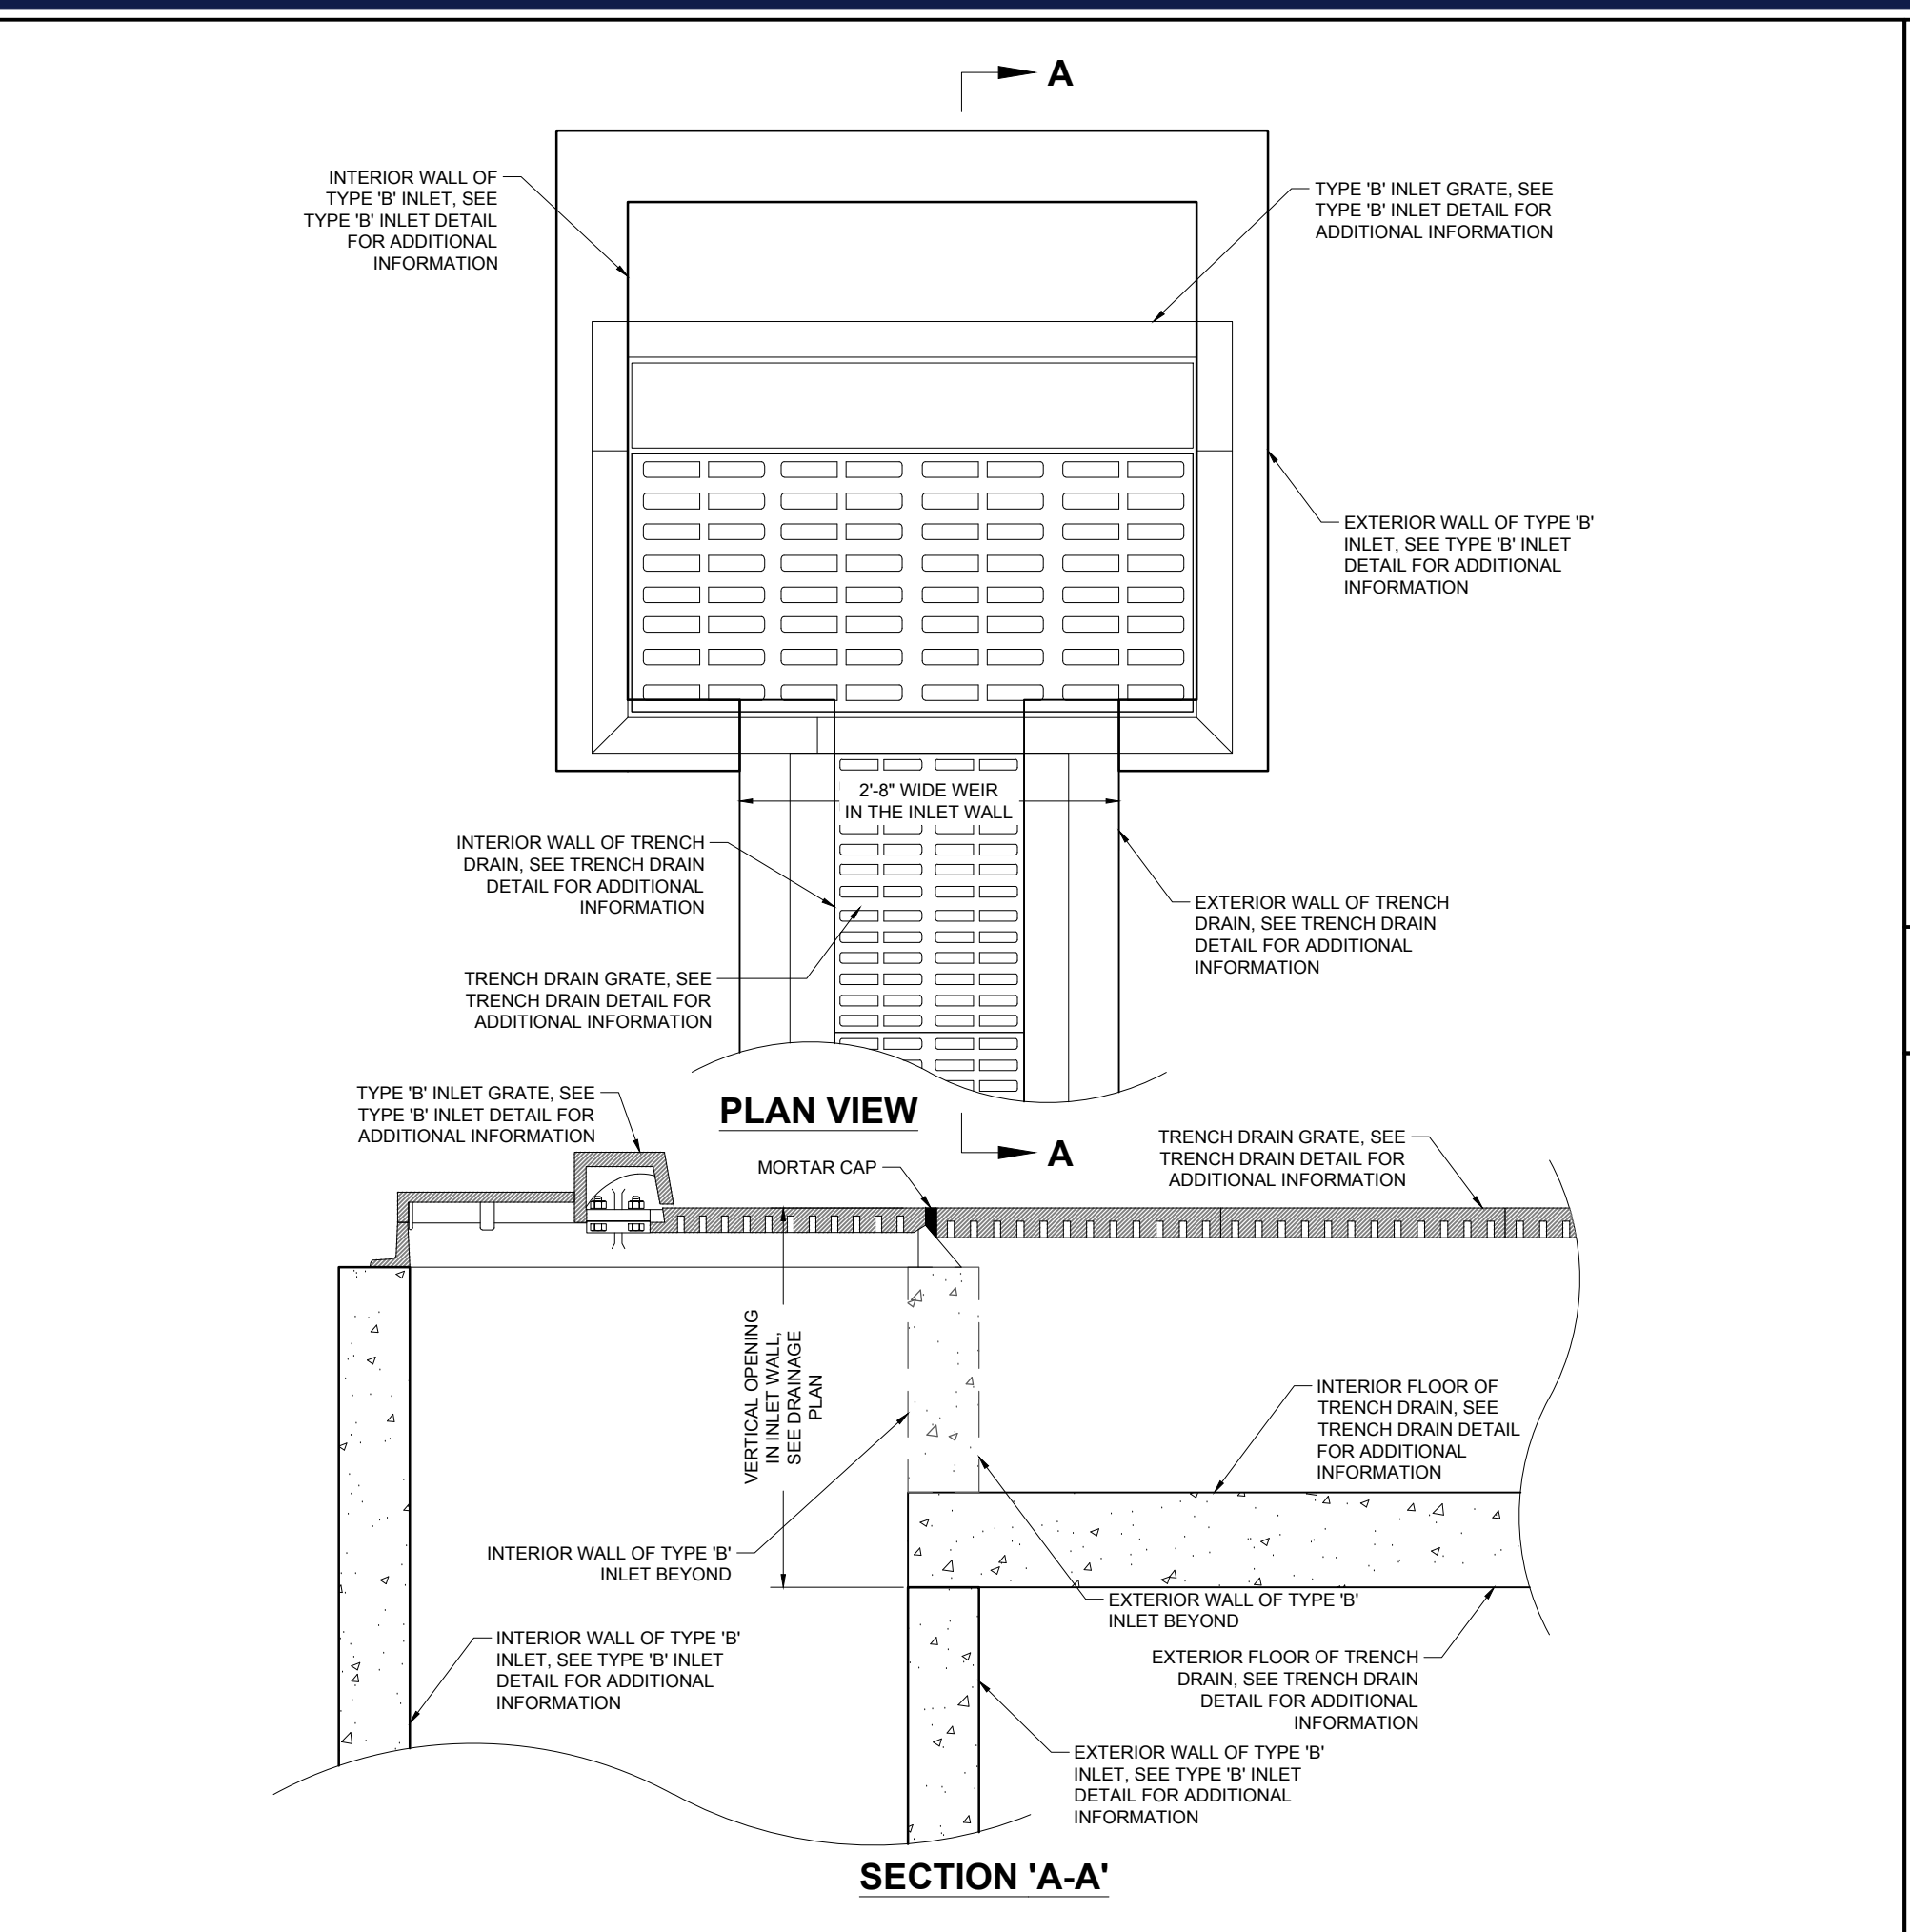 A
INTERIOR WALL OF
TYPE 'B' INLET, SEE
TYPE 'B' INLET DETAIL
FOR ADDITIONAL
INFORMATION
TYPE 'B' INLET GRATE, SEE
TYPE 'B' INLET DETAIL FOR
ADDITIONAL INFORMATION
EXTERIOR WALL OF TYPE 'B'
INLET, SEE TYPE 'B' INLET
DETAIL FOR ADDITIONAL
INFORMATION
2'-8" WIDE WEIR
IN THE INLET WALL
INTERIOR WALL OF TRENCH
DRAIN, SEE TRENCH DRAIN
DETAIL FOR ADDITIONAL
INFORMATION
EXTERIOR WALL OF TRENCH
DRAIN, SEE TRENCH DRAIN
DETAIL FOR ADDITIONAL
INFORMATION
TRENCH DRAIN GRATE, SEE
TRENCH DRAIN DETAIL FOR
ADDITIONAL INFORMATION
PLAN VIEW
A
TYPE 'B' INLET GRATE, SEE
TYPE 'B' INLET DETAIL FOR
ADDITIONAL INFORMATION
MORTAR CAP
TRENCH DRAIN GRATE, SEE
TRENCH DRAIN DETAIL FOR
ADDITIONAL INFORMATION
VERTICAL OPENING
IN INLET WALL,
SEE DRAINAGE
PLAN
INTERIOR FLOOR OF
TRENCH DRAIN, SEE
TRENCH DRAIN DETAIL
FOR ADDITIONAL
INFORMATION
INTERIOR WALL OF TYPE 'B'
INLET BEYOND
EXTERIOR WALL OF TYPE 'B'
INLET BEYOND
INTERIOR WALL OF TYPE 'B'
INLET, SEE TYPE 'B' INLET
DETAIL FOR ADDITIONAL
INFORMATION
EXTERIOR FLOOR OF TRENCH
DRAIN, SEE TRENCH DRAIN
DETAIL FOR ADDITIONAL
INFORMATION
EXTERIOR WALL OF TYPE 'B'
INLET, SEE TYPE 'B' INLET
DETAIL FOR ADDITIONAL
INFORMATION
SECTION 'A-A'